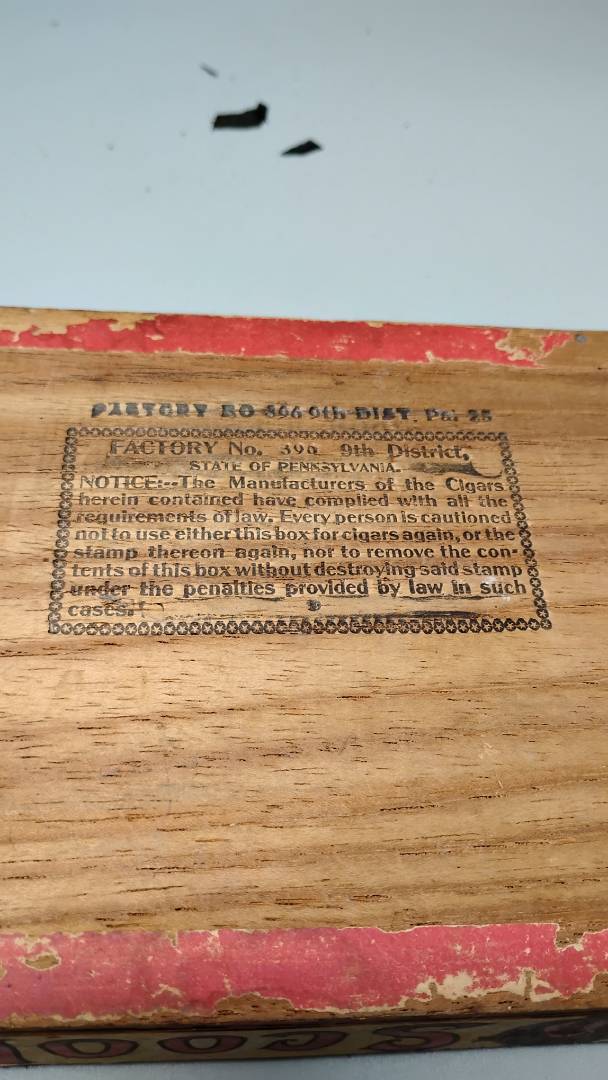 FACTORY NO 396 9th DIST. Pa. 25
FACTORY No. 396 9th District,
STATE OF PENNSYLVANIA.
NOTICE:--The Manufacturers of the Cigars
herein contained have complied with all the
requirements of law. Every person is cautioned
not to use either this box for cigars again, or the
stamp thereon again, nor to remove the con-
tents of this box without destroying said stamp
under the penalties provided by law in such
cases.